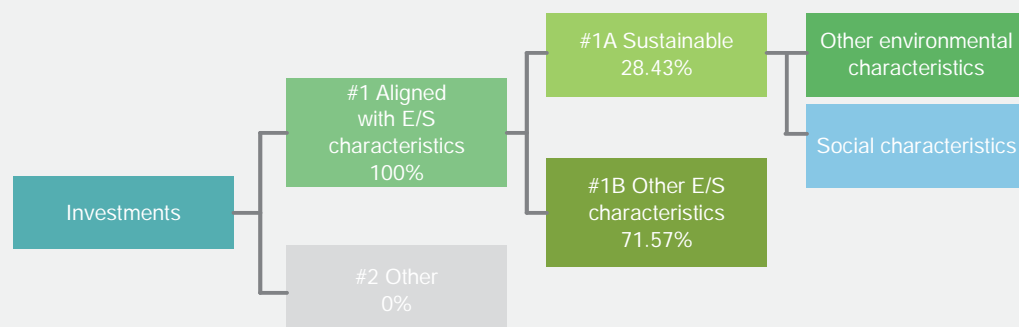 Investments
#1 Aligned
with E/S
characteristics
100%
#2 Other
0%
#1A Sustainable
28.43%
#1B Other E/S
characteristics
71.57%
Other environmental
characteristics
Social characteristics